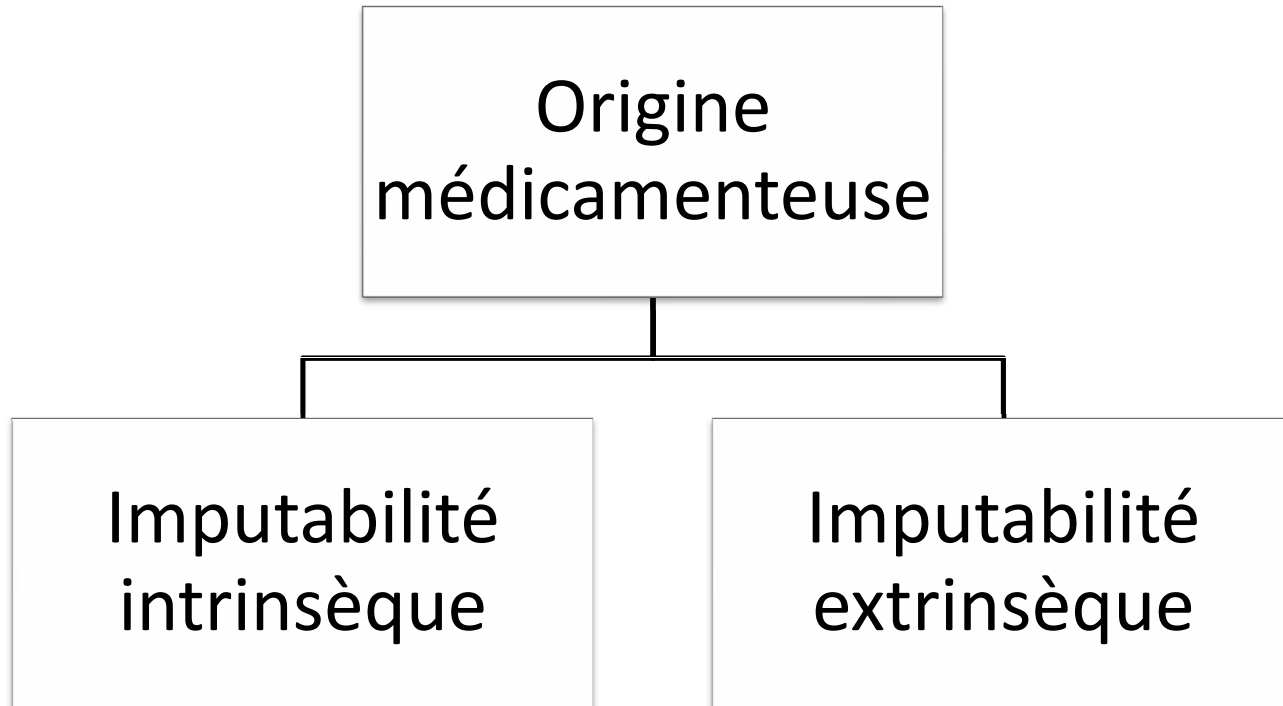 Origine
médicamenteuse
Imputabilité
intrinsèque
Imputabilité
extrinsèque